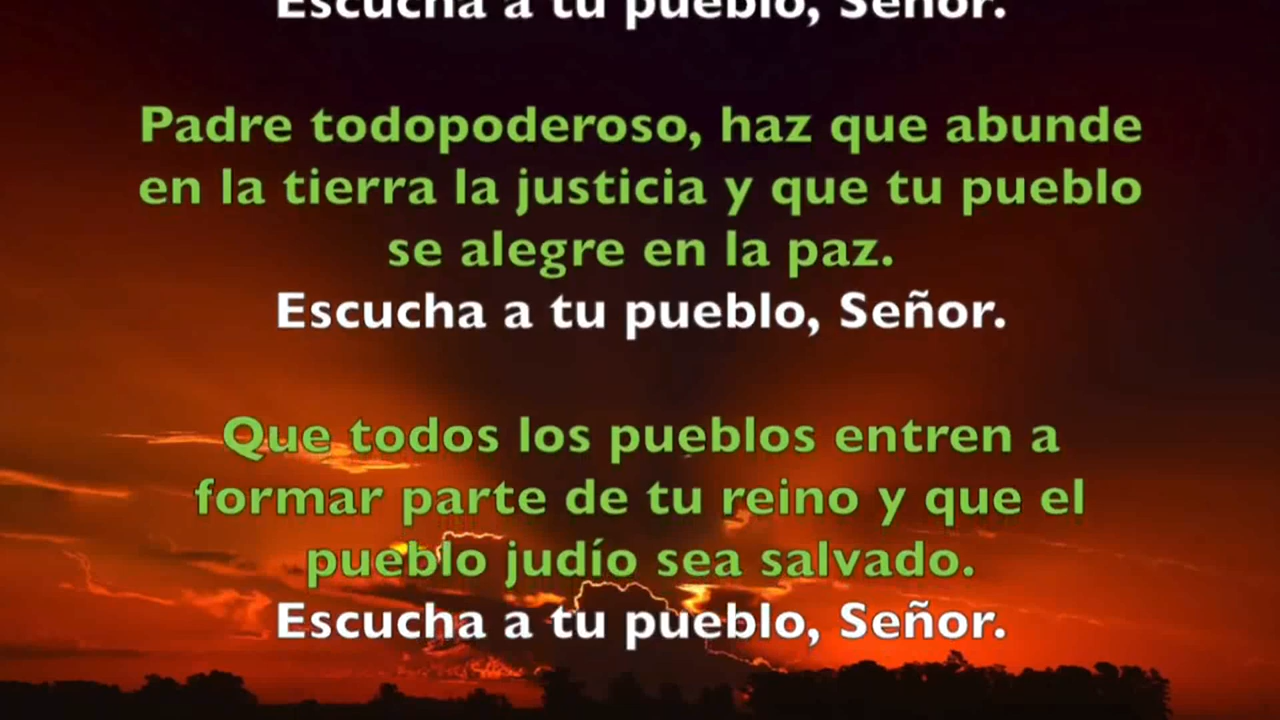 Escucha a tu pueblo, Señor.
Padre todopoderoso, haz que abunde
en la tierra la justicia y que tu pueblo
se alegre en la paz.
Escucha a tu pueblo, Señor.
Que todos los pueblos entren a
formar parte de tu reino y que el
pueblo judío sea salvado.
Escucha a tu pueblo, Señor.